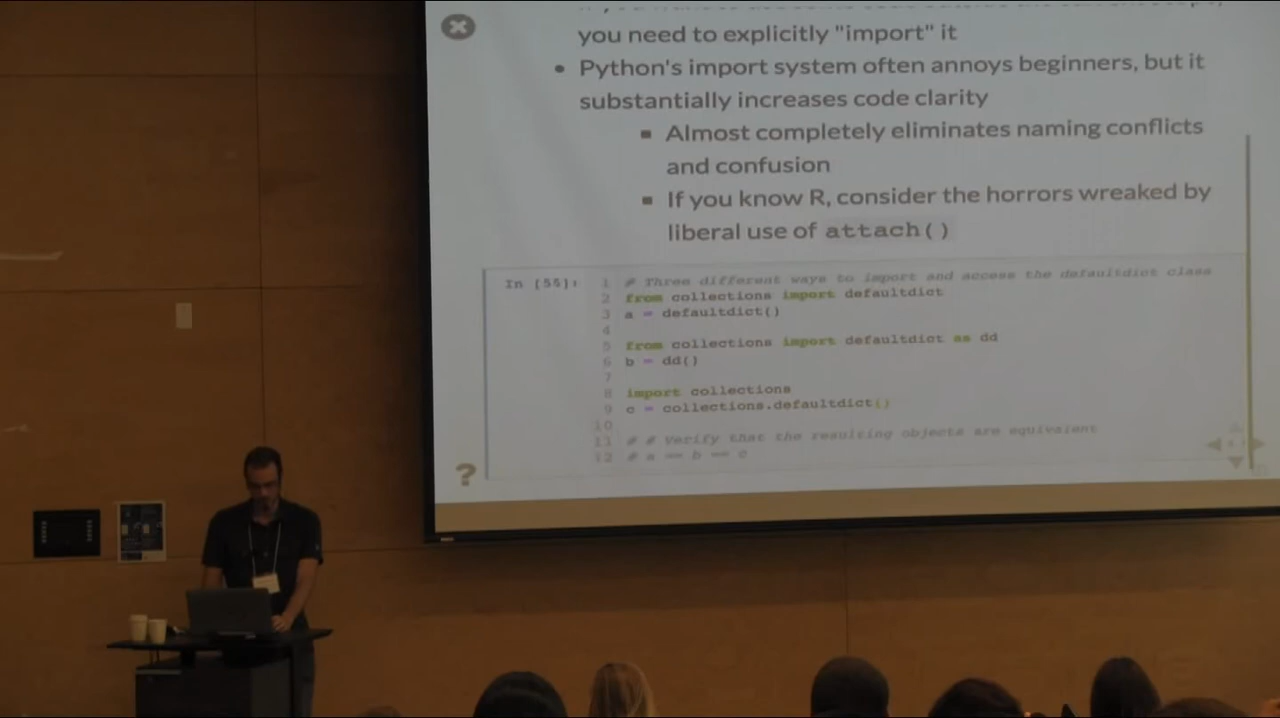 you need to explicitly "import" it
• Python's import system often annoys beginners, but it
substantially increases code clarity
▪ Almost completely eliminates naming conflicts
and confusion
▪ If you know R, consider the horrors wreaked by
liberal use of attach()
In [55]:
1 # Three different ways to import and access the defaultdict class
2 from collections import defaultdict
3 a = defaultdict()
4
5 from collections import defaultdict as dd
6 b = dd()
7
8 import collections
9 c = collections.defaultdict()
10
11 # # Verify that the resulting objects are equivalent
12 # a == b == c
?